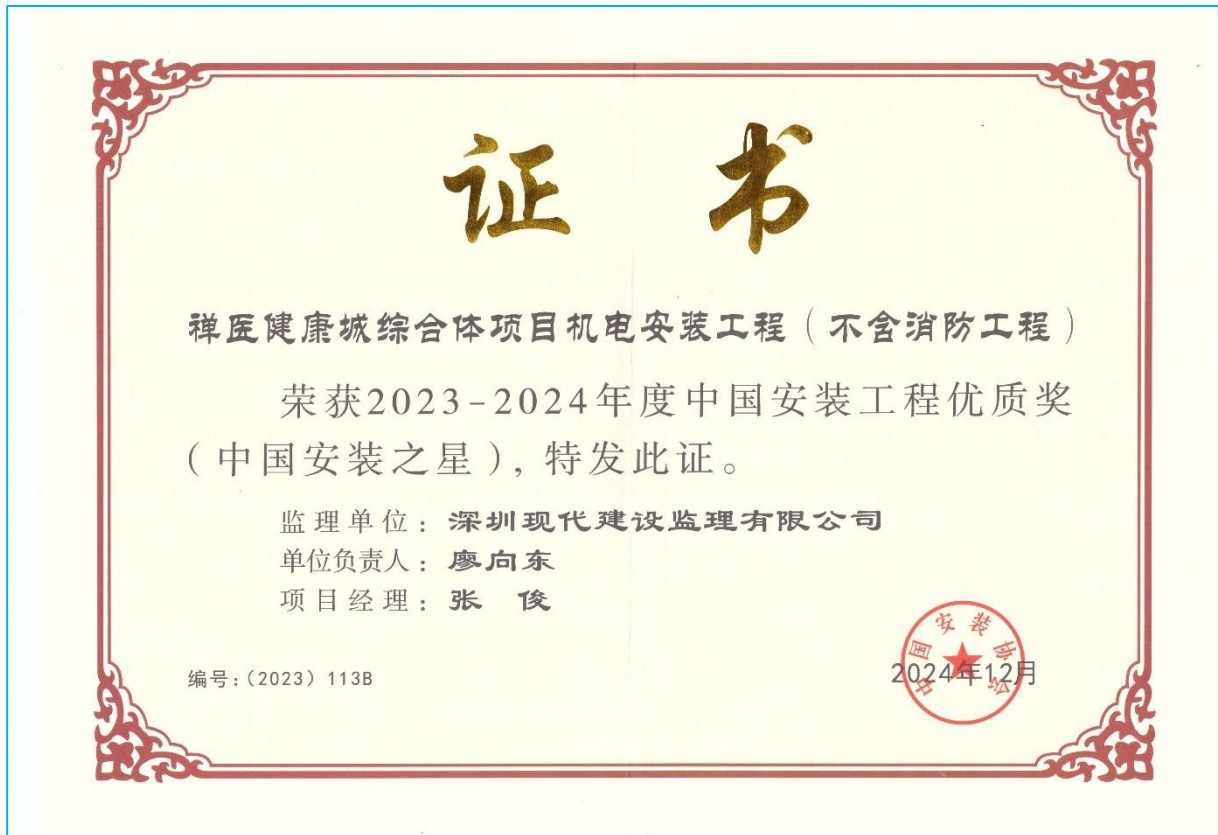 证 书
禅医健康城综合体项目机电安装工程（不含消防工程）
荣获2023-2024年度中国安装工程优质奖
（中国安装之星），特发此证。
监理单位：深圳现代建设监理有限公司
单位负责人：廖向东
项目经理：张 俊
中国安装协会
编号：（2023）113B
2024年12月